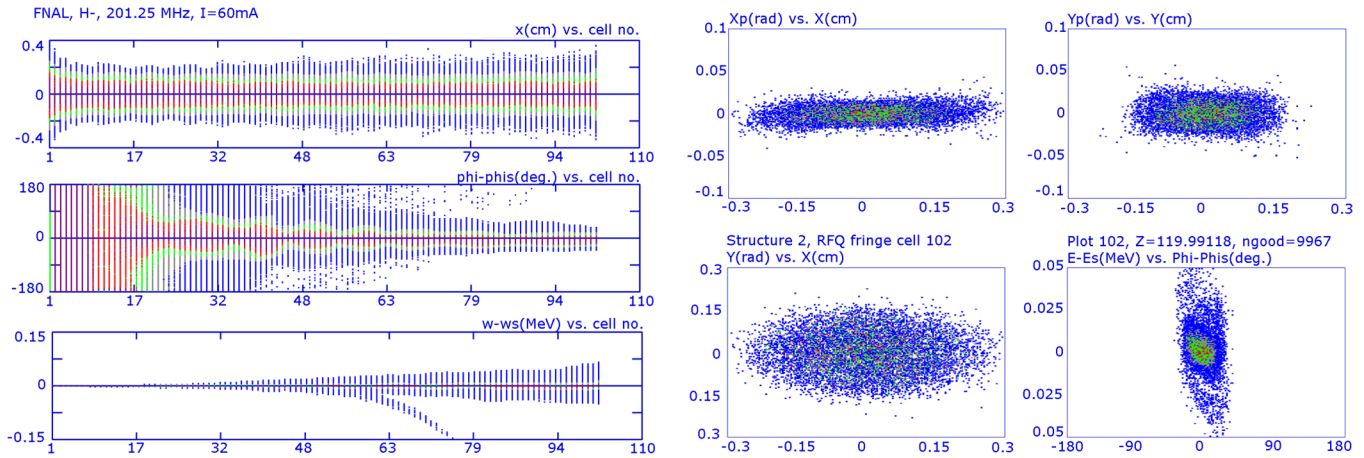 FNAL, H-, 201.25 MHz, I=60mA
x(cm) vs. cell no.
0.4
0
-0.4
1 17 32 48 63 79 94 110
phi-phis(deg.) vs. cell no.
180
0
-180
1 17 32 48 63 79 94 110
w-ws(MeV) vs. cell no.
0.15
0
-0.15
1 17 32 48 63 79 94 110
Xp(rad) vs. X(cm)
0.1
0.05
0
-0.05
-0.1
-0.3 -0.15 0 0.15 0.3
Yp(rad) vs. Y(cm)
0.1
0.05
0
-0.05
-0.1
-0.3 -0.15 0 0.15 0.3
Structure 2, RFQ fringe cell 102
Y(rad) vs. X(cm)
0.3
0.15
0
0.15
0.3
-0.3 -0.15 0 0.15 0.3
Plot 102, Z=119.99118, ngood=9967
E-Es(MeV) vs. Phi-Phis(deg.)
0.05
0.025
0
0.025
0.05
-180 -90 0 90 180